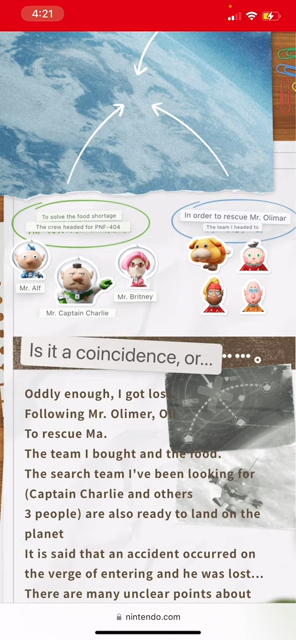 4:21
To solve the food shortage
The crew headed for PNF-404
In order to rescue Mr. Olimar
The team I headed to
Mr. Alf
Mr. Captain Charlie
Mr. Britney
Is it a coincidence, or...
Oddly enough, I got lost
Following Mr. Olimer, Ol
To rescue Ma.
The team I bought and the food.
The search team I've been looking for
(Captain Charlie and others
3 people) are also ready to land on the
planet
It is said that an accident occurred on
the verge of entering and he was lost...
There are many unclear points about
nintendo.com